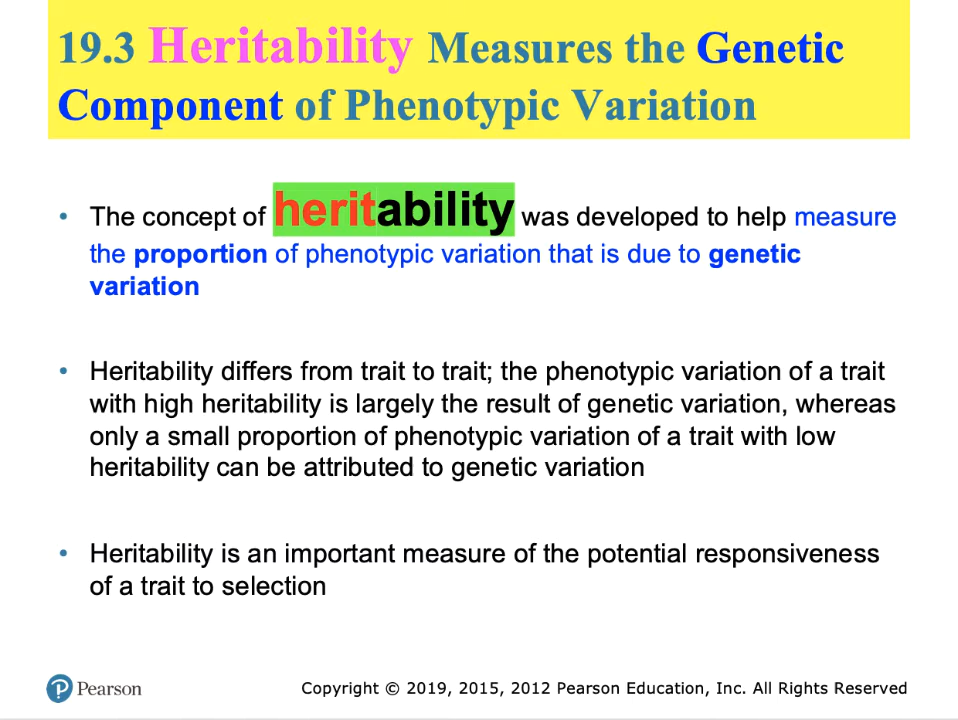 19.3 Heritability Measures the Genetic
Component of Phenotypic Variation
• The concept of heritability was developed to help measure
the proportion of phenotypic variation that is due to genetic
variation
• Heritability differs from trait to trait; the phenotypic variation of a trait
with high heritability is largely the result of genetic variation, whereas
only a small proportion of phenotypic variation of a trait with low
heritability can be attributed to genetic variation
• Heritability is an important measure of the potential responsiveness
of a trait to selection
P Pearson
Copyright © 2019, 2015, 2012 Pearson Education, Inc. All Rights Reserved